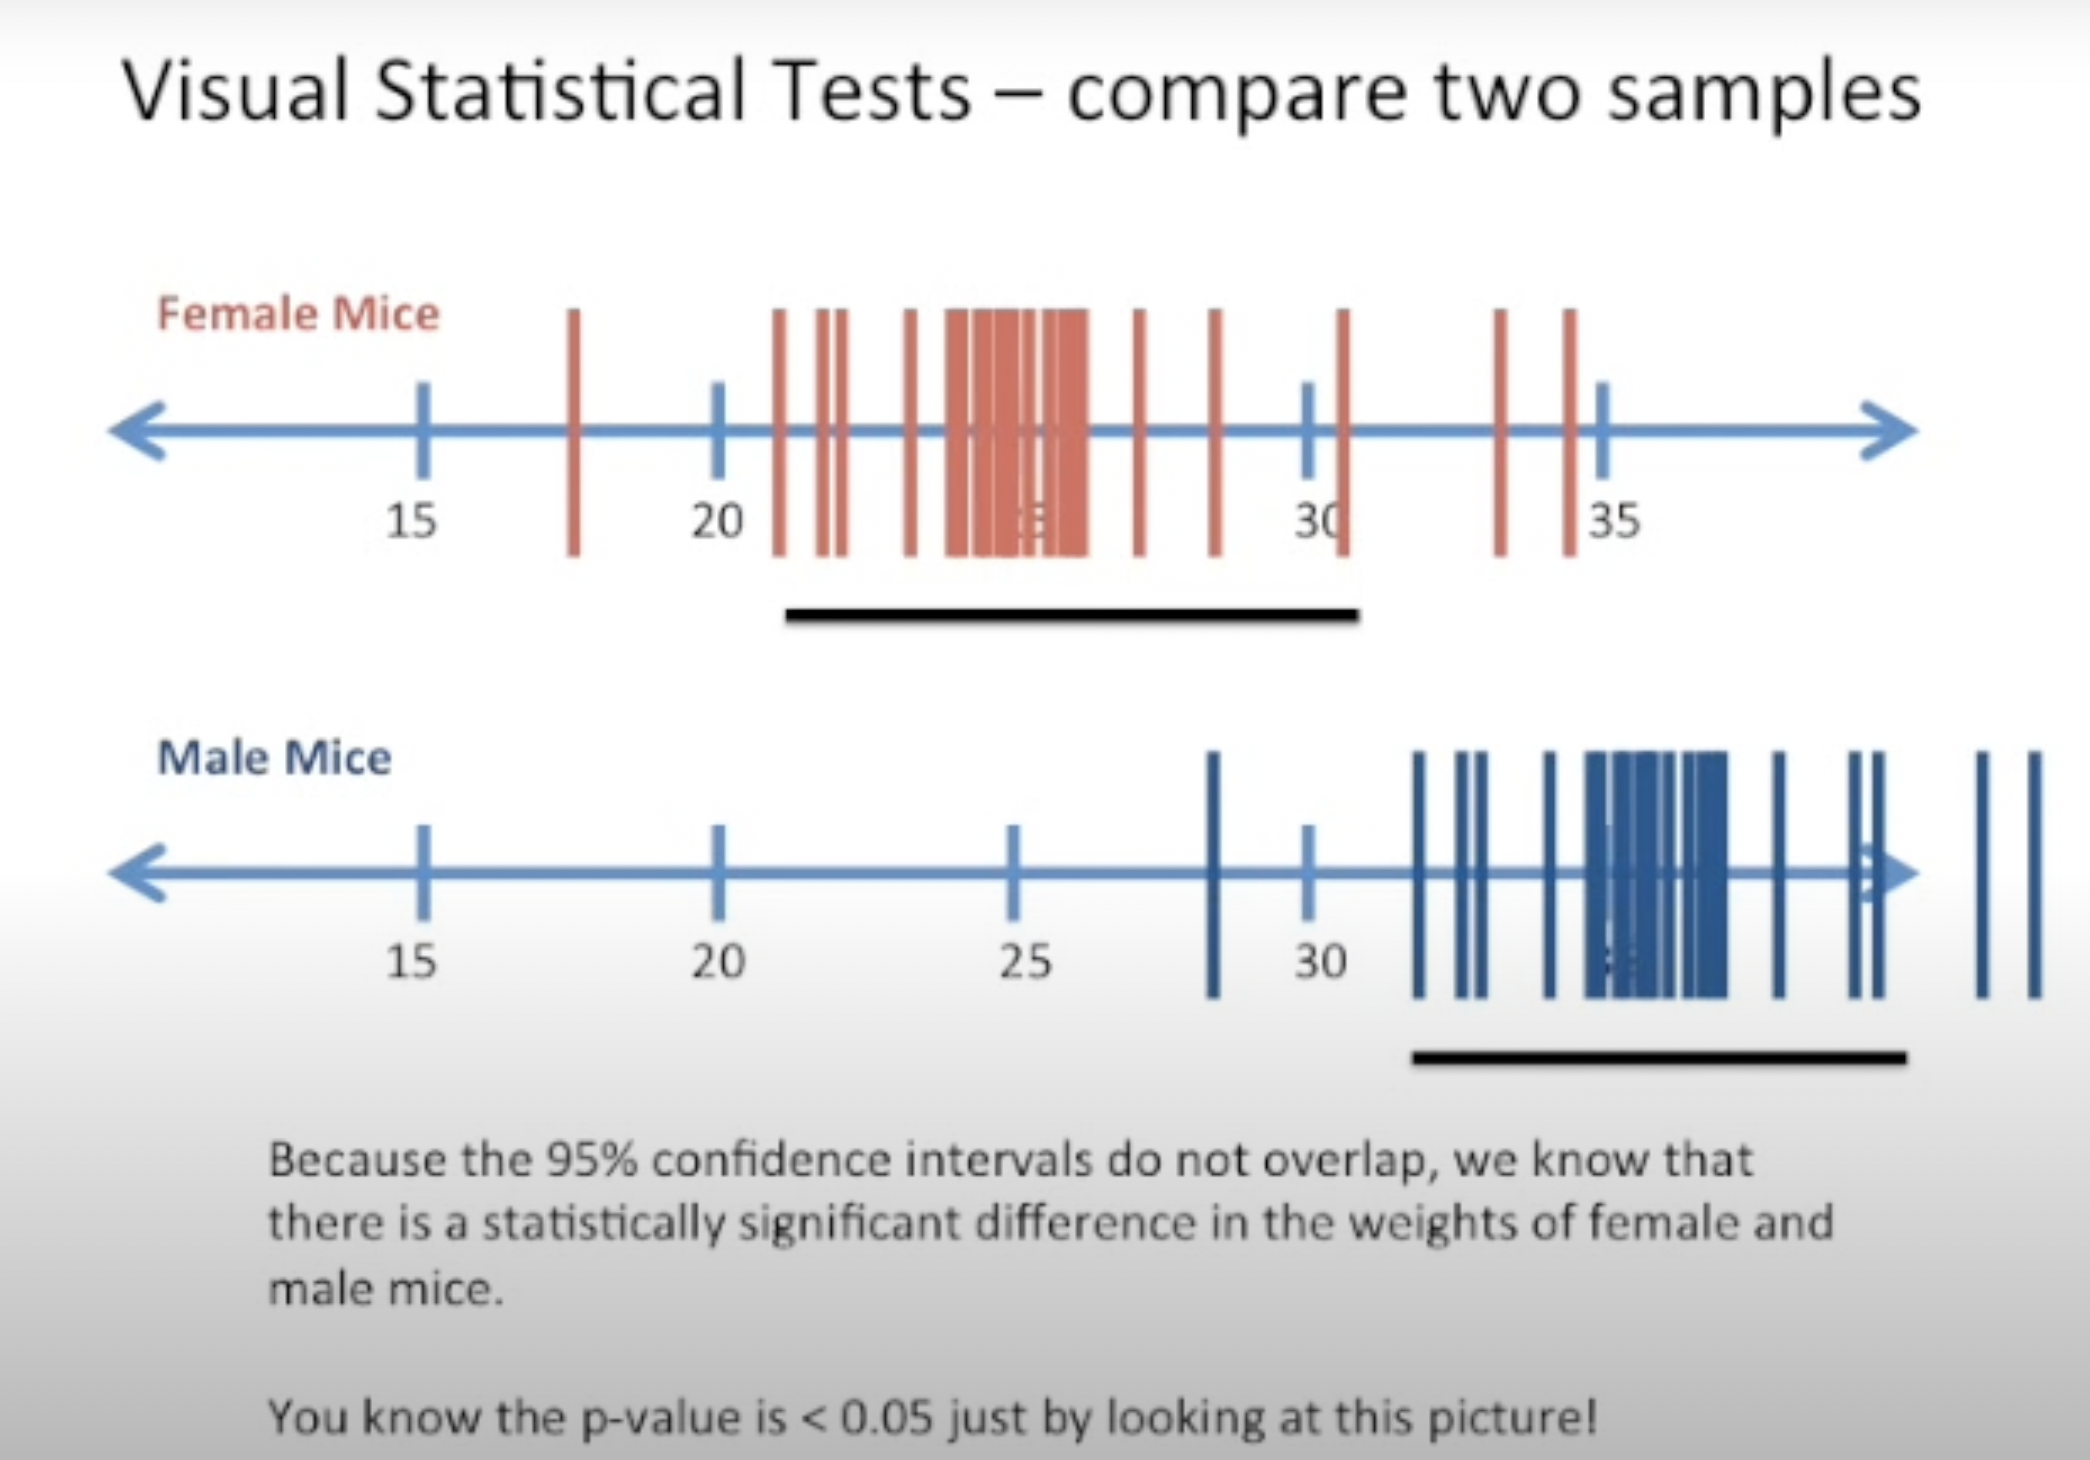 Visual Statistical Tests – compare two samples
Female Mice
15 20 30 35
Male Mice
15 20 25 30
Because the 95% confidence intervals do not overlap, we know that
there is a statistically significant difference in the weights of female and
male mice.
You know the p-value is < 0.05 just by looking at this picture!